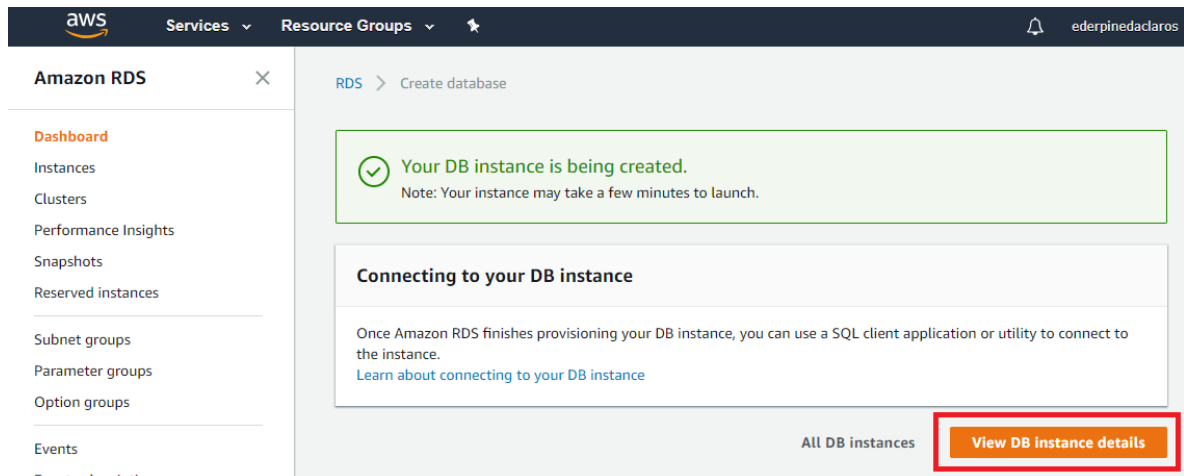 aws Services Resource Groups ederpinedaclaros
Amazon RDS
Dashboard
Instances
Clusters
Performance Insights
Snapshots
Reserved instances
Subnet groups
Parameter groups
Option groups
Events
RDS > Create database
Your DB instance is being created.
Note: Your instance may take a few minutes to launch.
Connecting to your DB instance
Once Amazon RDS finishes provisioning your DB instance, you can use a SQL client application or utility to connect to
the instance.
Learn about connecting to your DB instance
All DB instances View DB instance details